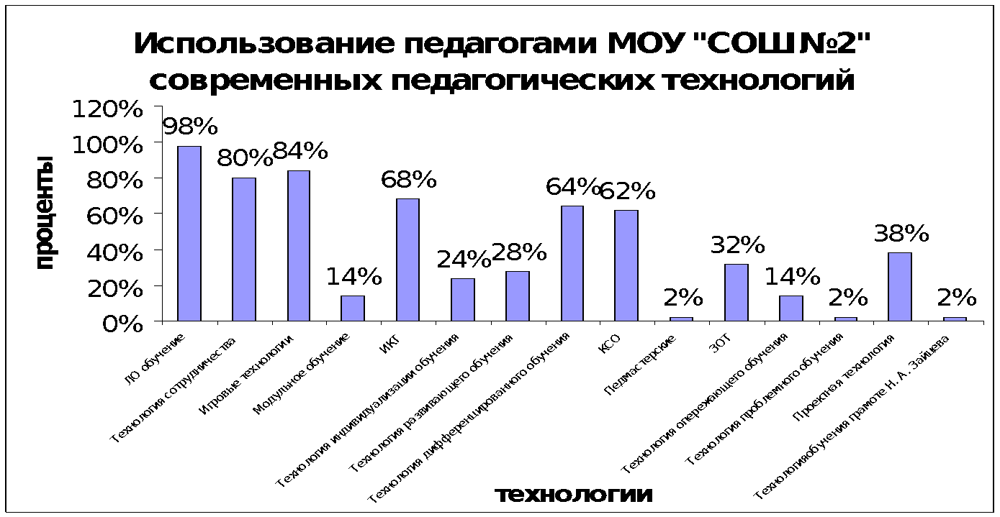 Использование педагогами МОУ "СОШ №2"
современных педагогических технологий
120%
100%
80%
60%
40%
20%
0%
проценты
98%
80%
84%
14%
68%
24%
28%
64%
62%
2%
32%
14%
2%
38%
2%
ЛО обучение
Технология сотрудничества
Игровые технологии
Модульное обучение
ИКТ
Технология индивидуализации обучения
Технология развивающего обучения
Технология дифференцированного обучения
КСО
Педмастерские
ЗОТ
Технология опережающего обучения
Технология проблемного обучения
Проектная технология
Технологияобучения грамоте Н. А. Зайцева
технологии